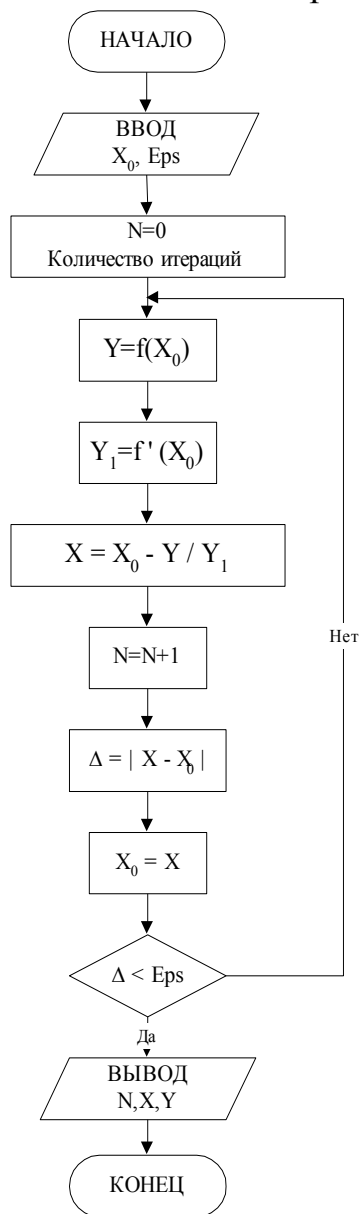 НАЧАЛО
ВВОД
X₀, Eps
N=0
Количество итераций
Y=f(X₀)
Y₁=f ' (X₀)
X = X₀ - Y / Y₁
N=N+1
Δ = | X - X₀ |
X₀ = X
Δ < Eps
Нет
Да
ВЫВОД
N,X,Y
КОНЕЦ